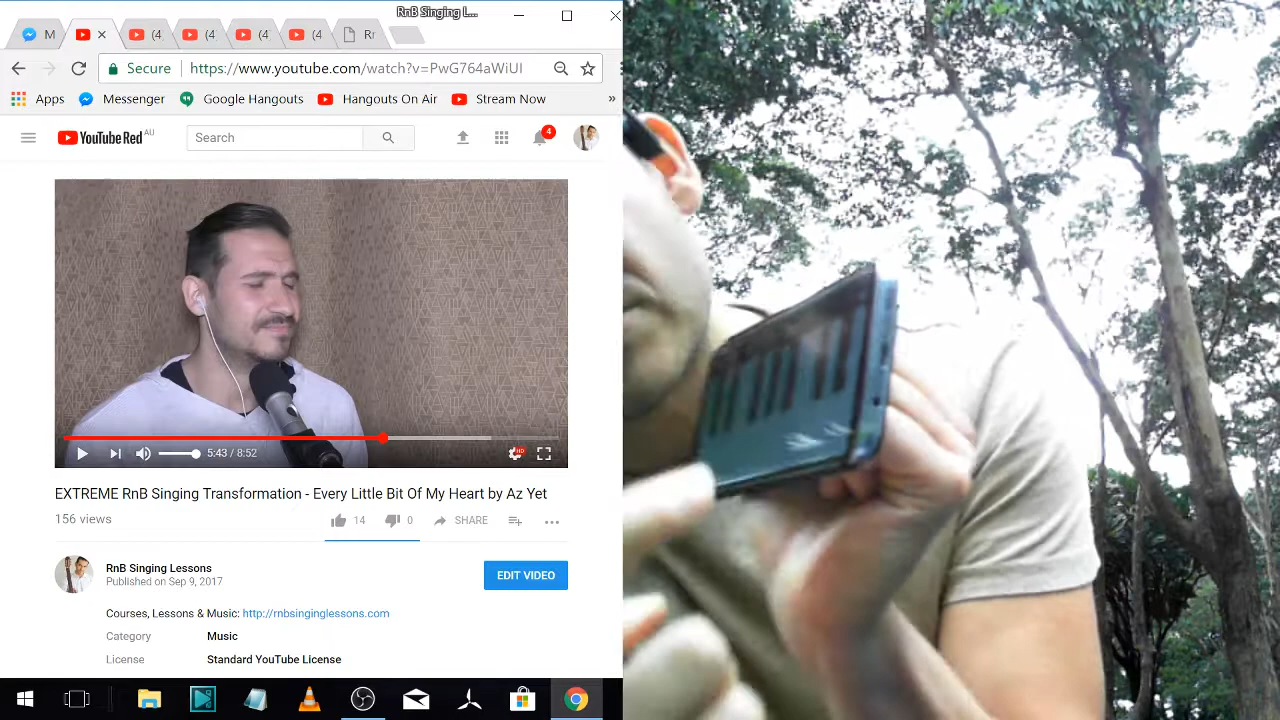 RnB Singing L...
M
(4
(4
(4
(4
Rr
Secure
https://www.youtube.com/watch?v=PwG764aWiUI
Apps
Messenger
Google Hangouts
Hangouts On Air
Stream Now
»
YouTube Red AU
Search
4
5:43 / 8:52
HD
EXTREME RnB Singing Transformation - Every Little Bit Of My Heart by Az Yet
156 views
14
0
SHARE
RnB Singing Lessons
Published on Sep 9, 2017
EDIT VIDEO
Courses, Lessons & Music: http://rnbsinginglessons.com
Category Music
License Standard YouTube License